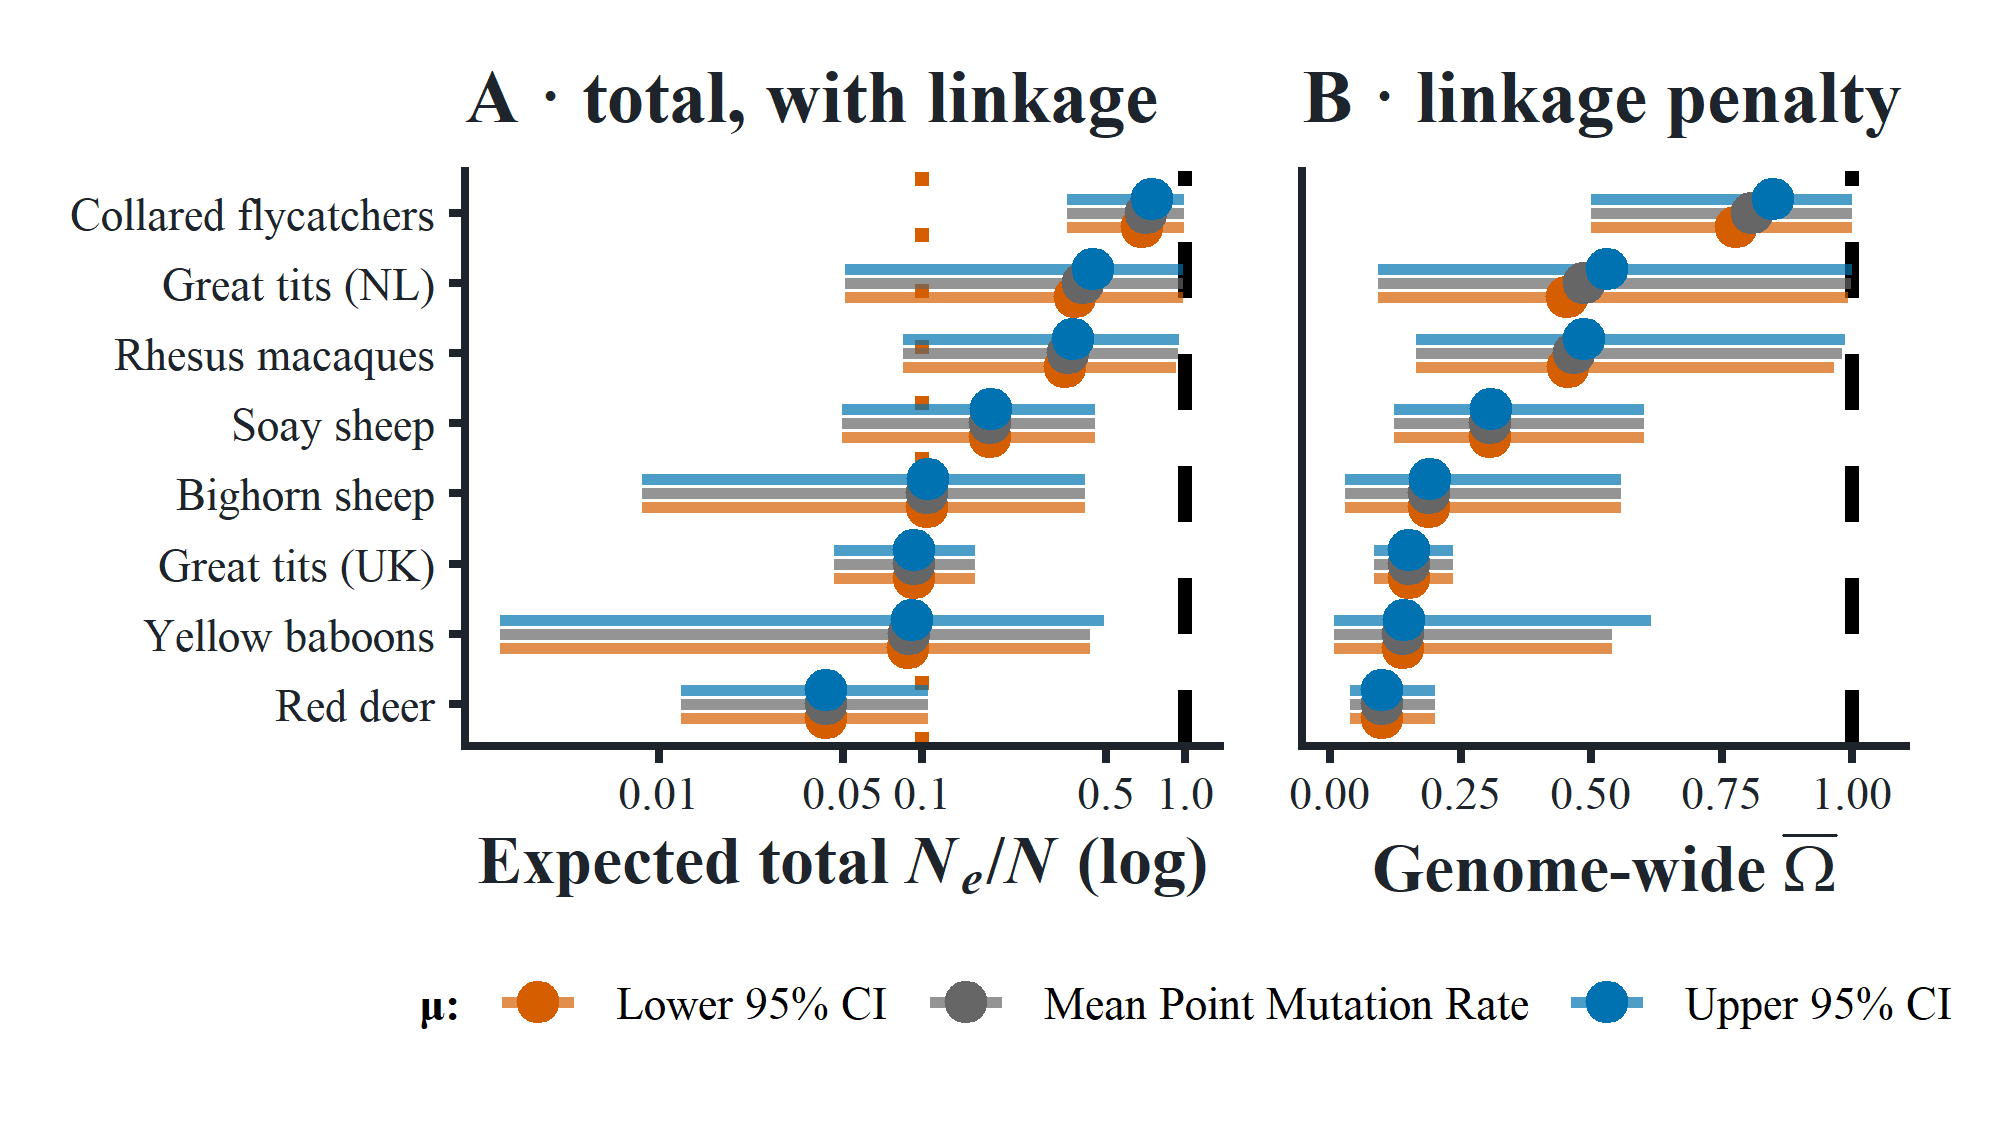 A · total, with linkage
B · linkage penalty
Collared flycatchers
Great tits (NL)
Rhesus macaques
Soay sheep
Bighorn sheep
Great tits (UK)
Yellow baboons
Red deer
0.01 0.05 0.1 0.5 1.0
0.00 0.25 0.50 0.75 1.00
Expected total Nₑ/N (log)
Genome-wide Ω̅
μ: Lower 95% CI Mean Point Mutation Rate Upper 95% CI